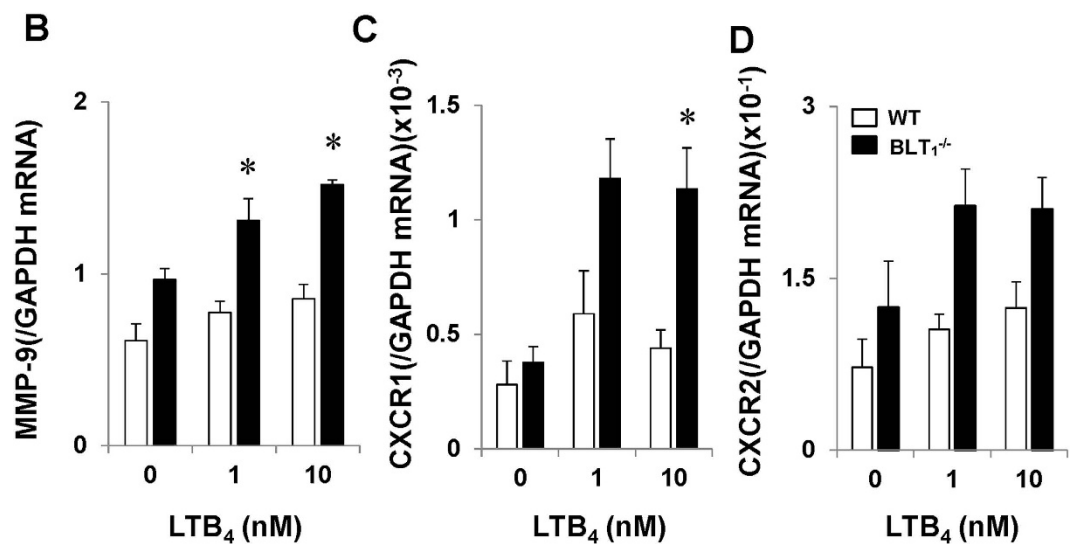 B
MMP-9(/GAPDH mRNA)
2
1
0
*
*
0 1 10
LTB₄ (nM)
C
CXCR1(/GAPDH mRNA)(x10⁻³)
1.5
1
0.5
0
*
0 1 10
LTB₄ (nM)
D
CXCR2(/GAPDH mRNA)(x10⁻¹)
3
1.5
0
WT
BLT₁⁻/⁻
0 1 10
LTB₄ (nM)